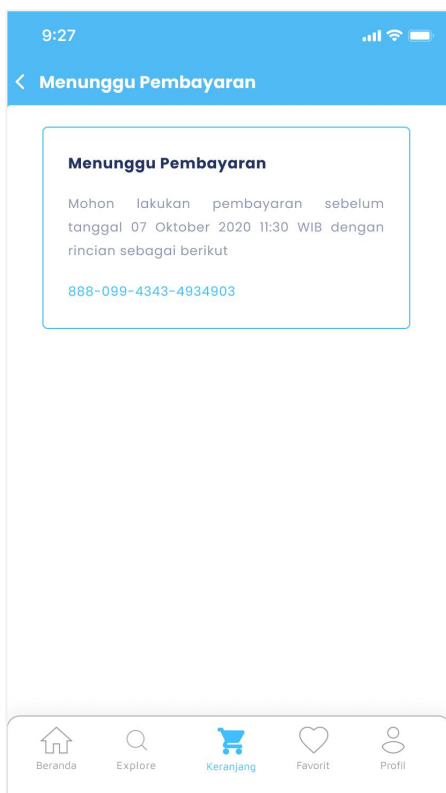 9:27
Menunggu Pembayaran
Menunggu Pembayaran
Mohon lakukan pembayaran sebelum
tanggal 07 Oktober 2020 11:30 WIB dengan
rincian sebagai berikut
888-099-4343-4934903
Beranda Explore Keranjang Favorit Profil